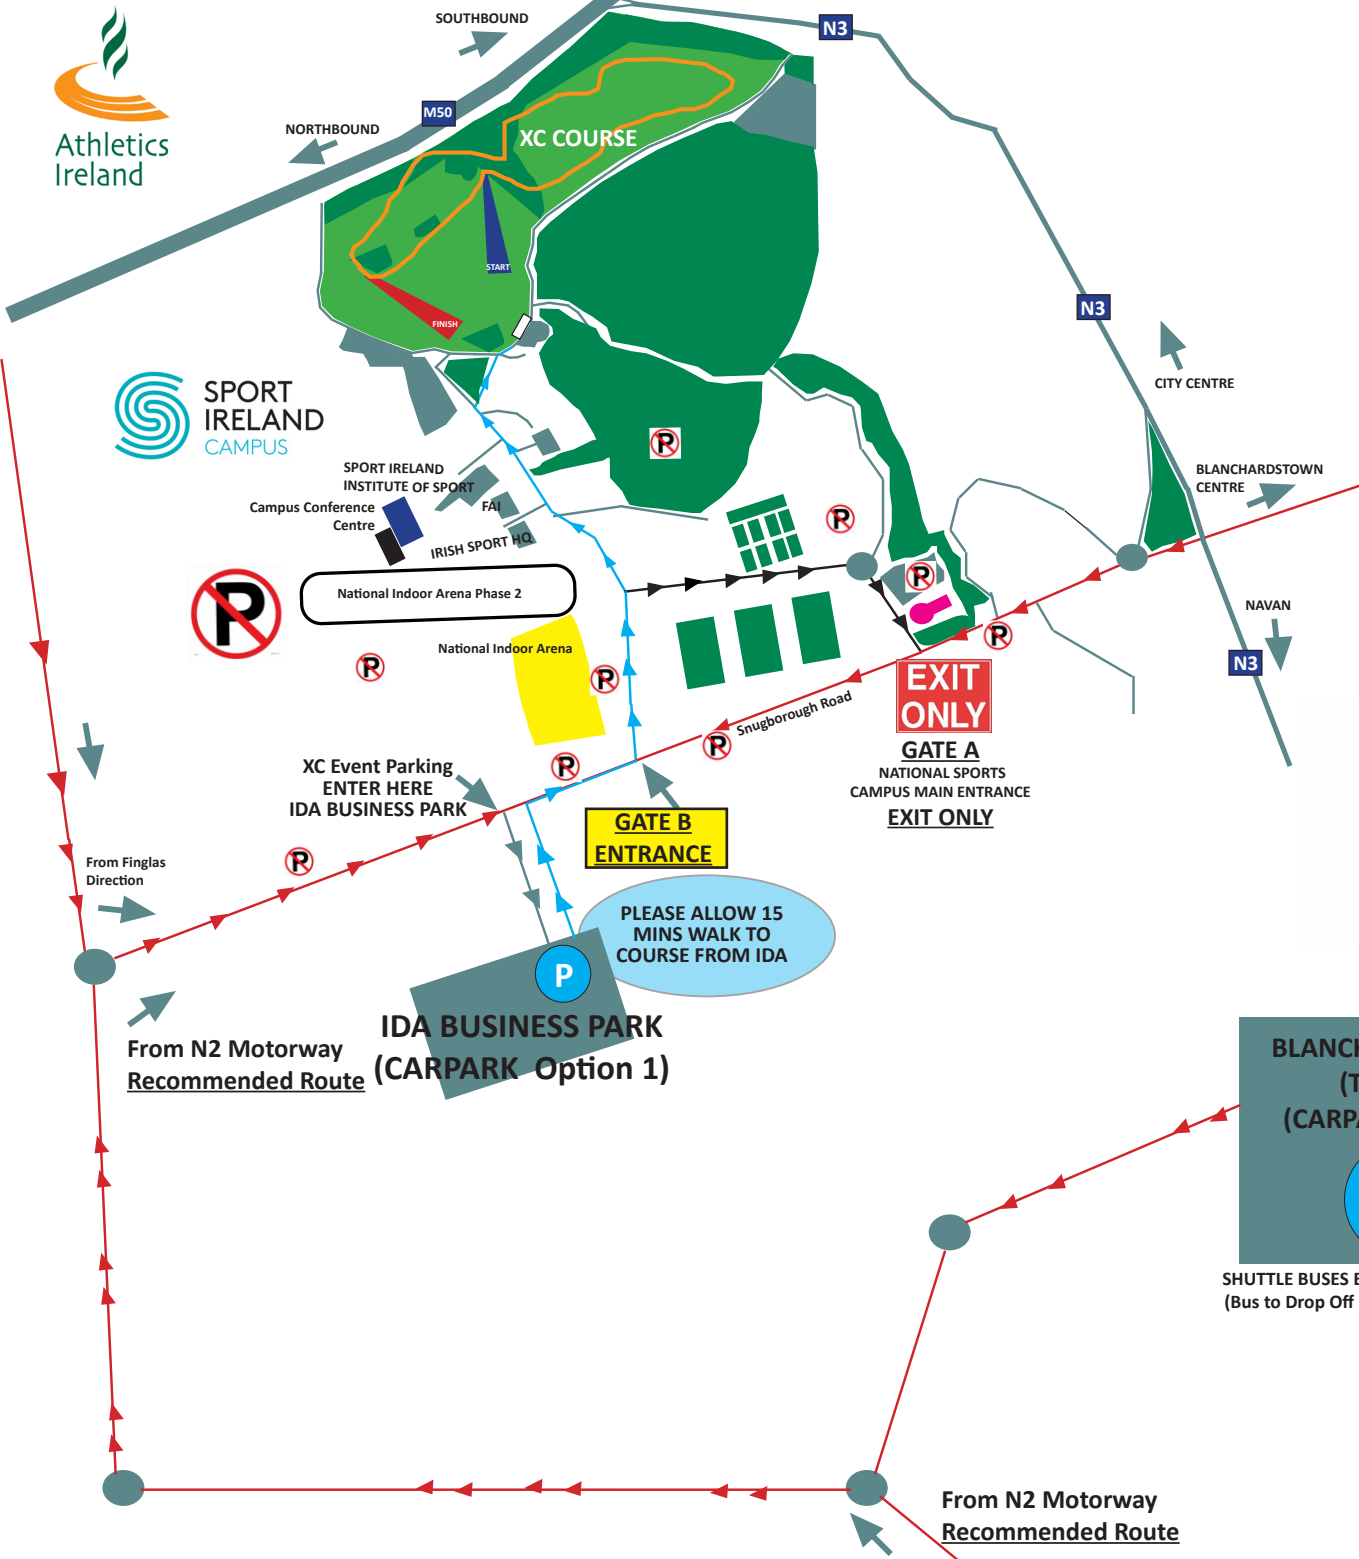 SOUTHBOUND
N3
Athletics
Ireland
M50
NORTHBOUND
XC COURSE
START
FINISH
N3
CITY CENTRE
SPORT
IRELAND
CAMPUS
SPORT IRELAND
INSTITUTE OF SPORT
Campus Conference
Centre
FAI
IRISH SPORT HQ
BLANCHARDSTOWN
CENTRE
P
P
P
P
National Indoor Arena Phase 2
National Indoor Arena
P
P
P
NAVAN
N3
EXIT
ONLY
Snugborough Road
P
P
GATE A
NATIONAL SPORTS
CAMPUS MAIN ENTRANCE
EXIT ONLY
XC Event Parking
ENTER HERE
IDA BUSINESS PARK
GATE B
ENTRANCE
P
From Finglas
Direction
PLEASE ALLOW 15
MINS WALK TO
COURSE FROM IDA
P
IDA BUSINESS PARK
(CARPARK Option 1)
From N2 Motorway
Recommended Route
BLANCH
(T
(CARPA
SHUTTLE BUSES
(Bus to Drop Off
From N2 Motorway
Recommended Route